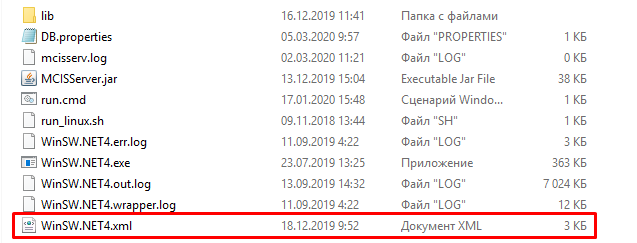 lib 16.12.2019 11:41 Папка с файлами
DB.properties 05.03.2020 9:57 Файл "PROPERTIES" 1 КБ
mcisserv.log 02.03.2020 11:21 Файл "LOG" 0 КБ
MCISServer.jar 13.12.2019 15:04 Executable Jar File 38 КБ
run.cmd 17.01.2020 15:48 Сценарий Windo... 1 КБ
run_linux.sh 09.11.2018 13:44 Файл "SH" 1 КБ
WinSW.NET4.err.log 11.09.2019 4:22 Файл "LOG" 3 КБ
WinSW.NET4.exe 23.07.2019 13:25 Приложение 363 КБ
WinSW.NET4.out.log 13.09.2019 14:32 Файл "LOG" 7 024 КБ
WinSW.NET4.wrapper.log 11.09.2019 4:22 Файл "LOG" 12 КБ
WinSW.NET4.xml 18.12.2019 9:52 Документ XML 3 КБ